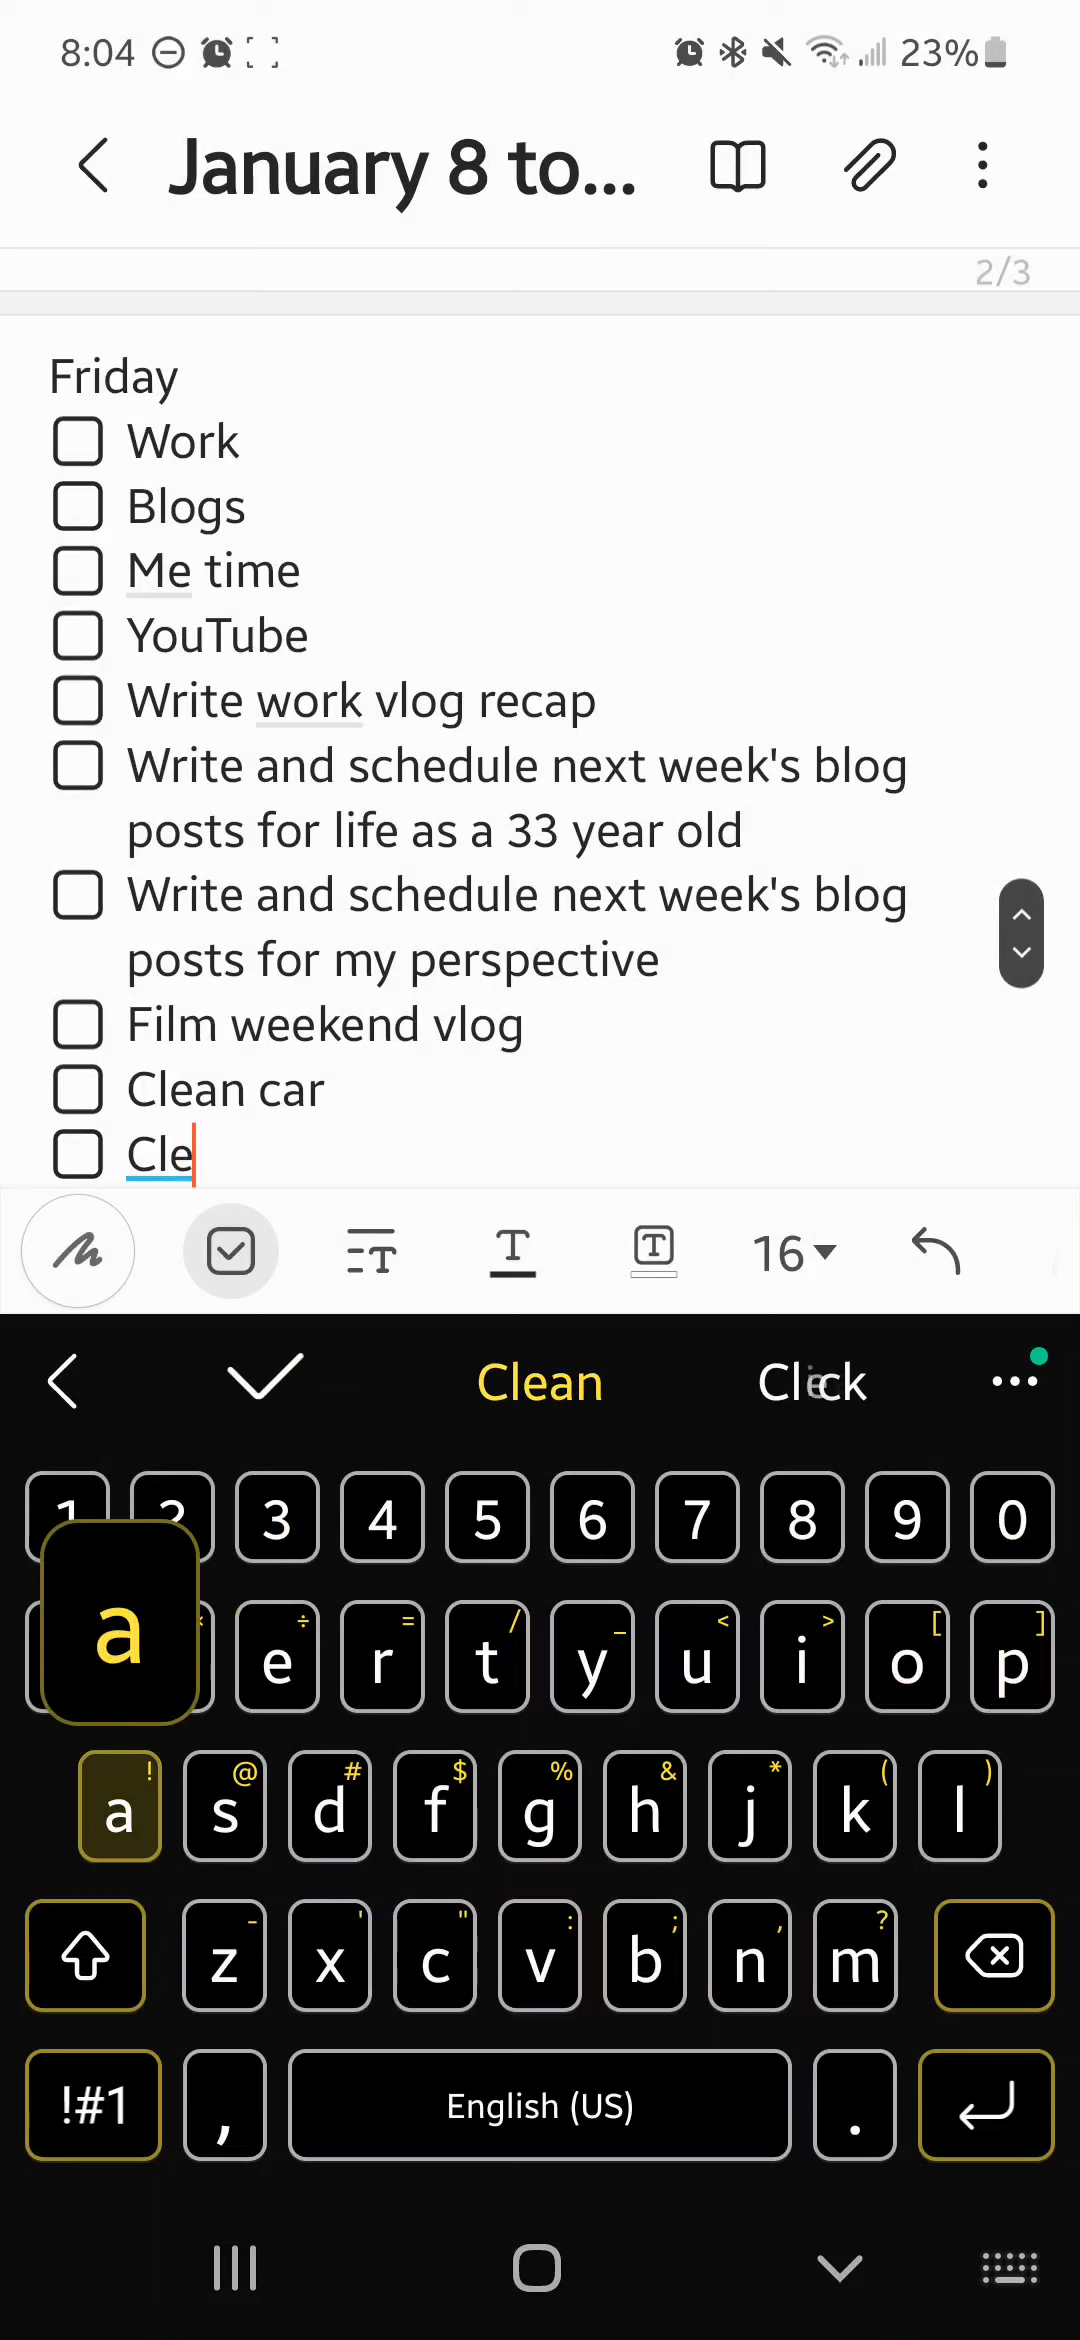 8:04 23%
January 8 to...
2/3
Friday
Work
Blogs
Me time
YouTube
Write work vlog recap
Write and schedule next week's blog
posts for life as a 33 year old
Write and schedule next week's blog
posts for my perspective
Film weekend vlog
Clean car
Cle
T T T 16
Clean Click
1 2 3 4 5 6 7 8 9 0
a
÷ = / _ < > [ ]
e r t y u i o p
! @ # $ % & * ( )
a s d f g h j k l
- ' " : ; , ?
z x c v b n m
!#1 , English (US) .